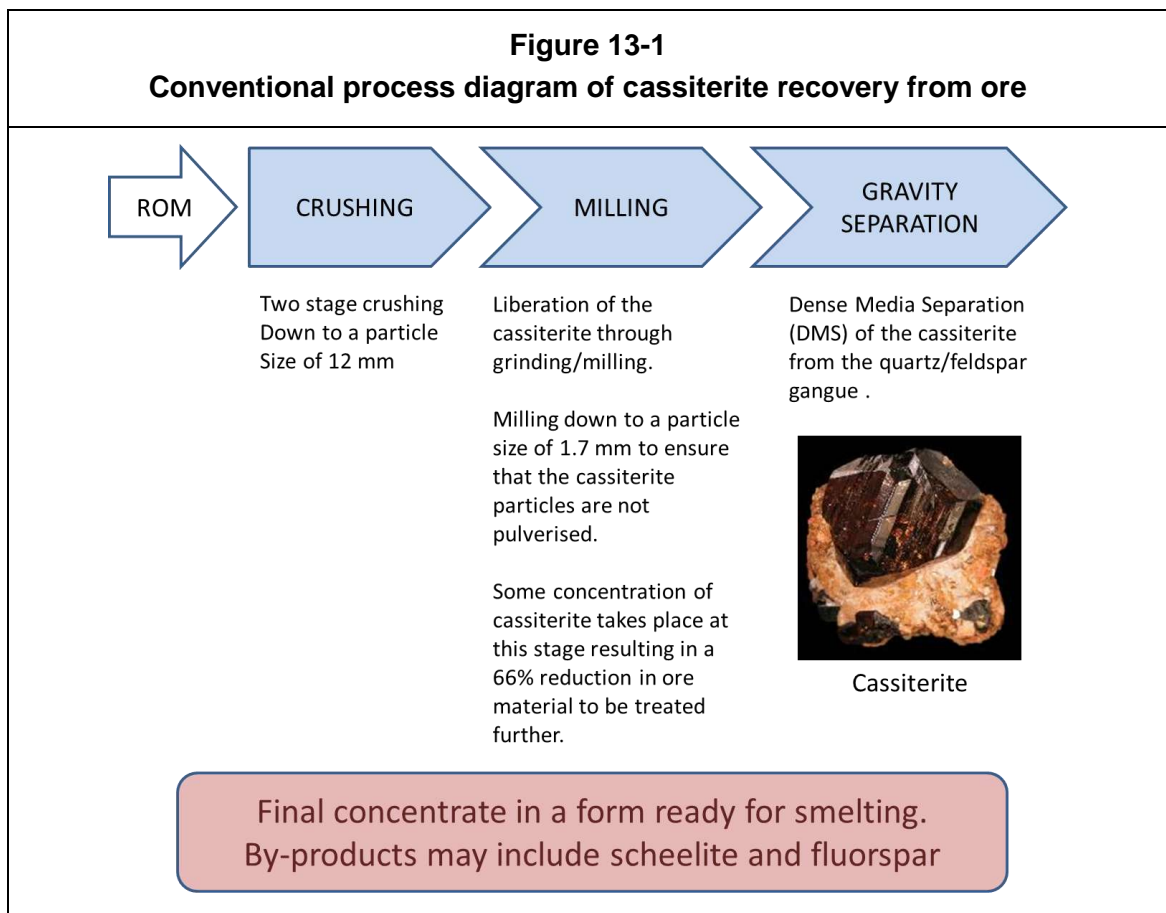 Figure 13-1
Conventional process diagram of cassiterite recovery from ore
ROM
CRUSHING
MILLING
GRAVITY
SEPARATION
Two stage crushing
Down to a particle
Size of 12 mm
Liberation of the
cassiterite through
grinding/milling.
Milling down to a particle
size of 1.7 mm to ensure
that the cassiterite
particles are not
pulverised.
Some concentration of
cassiterite takes place at
this stage resulting in a
66% reduction in ore
material to be treated
further.
Dense Media Separation
(DMS) of the cassiterite
from the quartz/feldspar
gangue .
Cassiterite
Final concentrate in a form ready for smelting.
By-products may include scheelite and fluorspar